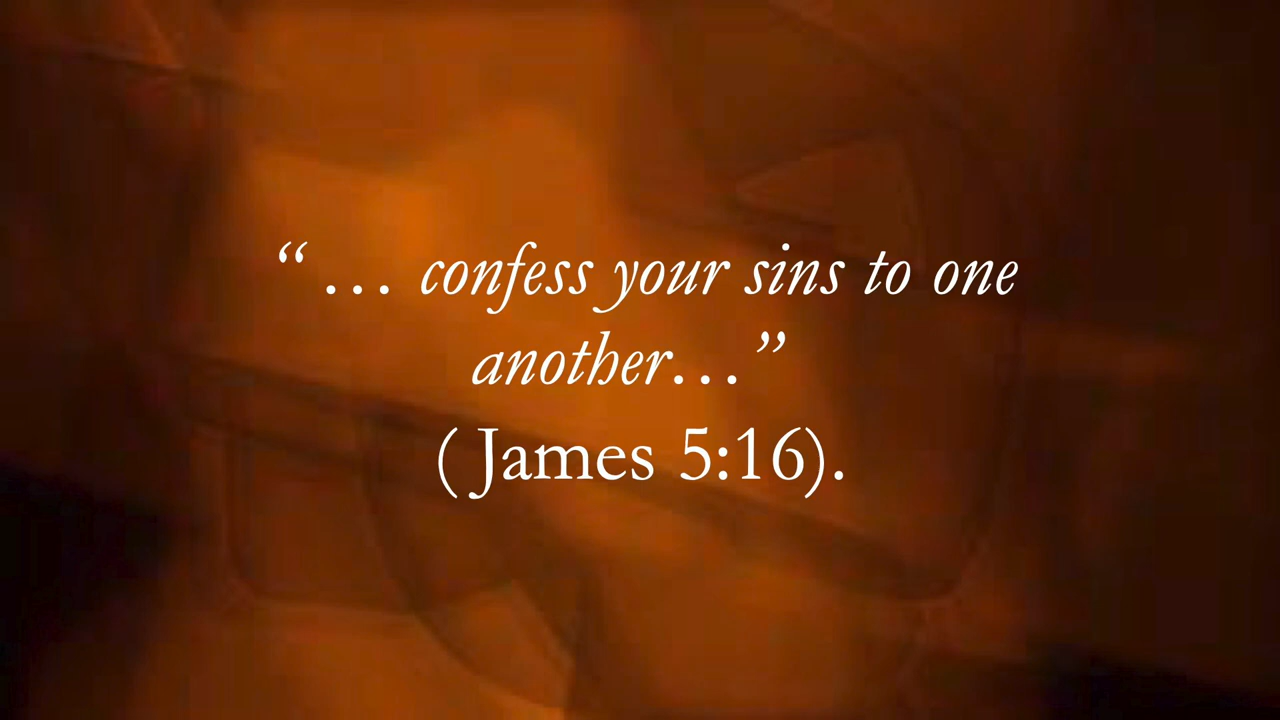 “… confess your sins to one
another…”
(James 5:16).